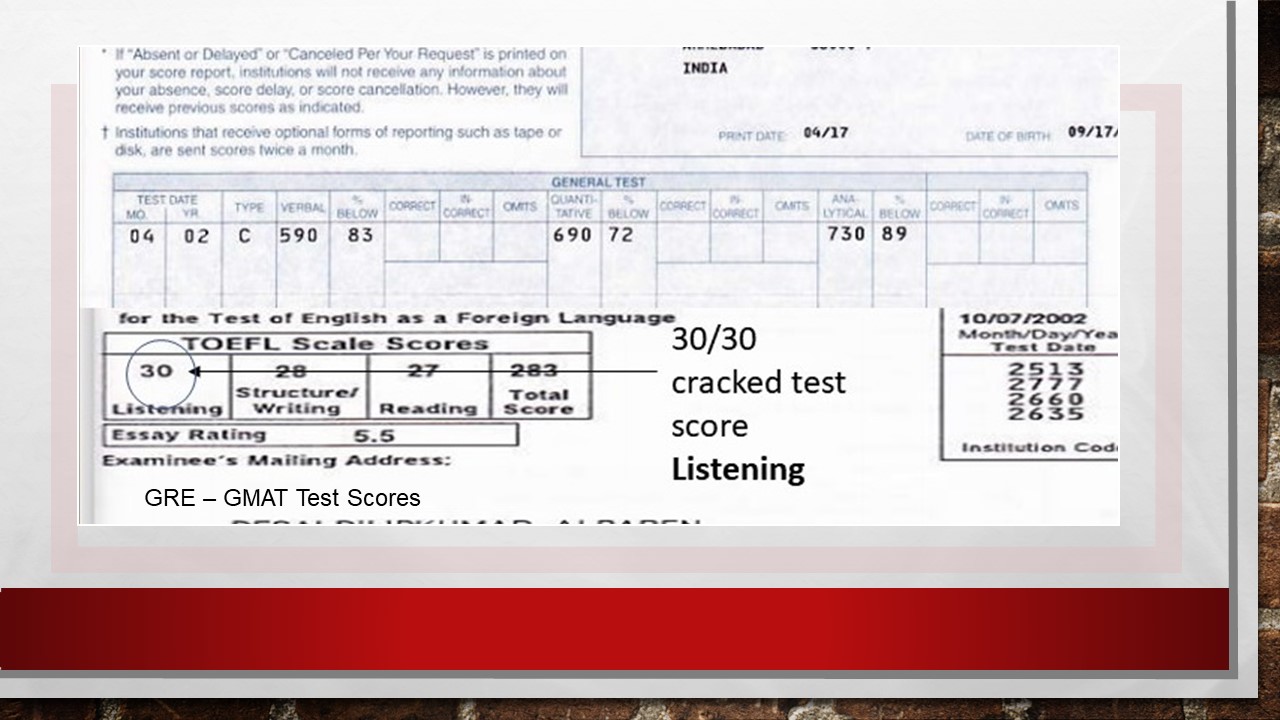 * If "Absent or Delayed" or "Canceled Per Your Request" is printed on
your score report, institutions will not receive any information about
your absence, score delay, or score cancellation. However, they will
receive previous scores as indicated.
† Institutions that receive optional forms of reporting such as tape or
disk, are sent scores twice a month.
INDIA
PRINT DATE: 04/17 DATE OF BIRTH: 09/17/
GENERAL TEST
TEST DATE
MO. YR. TYPE VERBAL % BELOW CORRECT IN- CORRECT OMITS QUANTI- TATIVE % BELOW CORRECT IN- CORRECT OMITS ANA- LYTICAL % BELOW CORRECT IN- CORRECT OMITS
04 02 C 590 83 690 72 730 89
for the Test of English as a Foreign Language
TOEFL Scale Scores
30 28 27 283
Listening Structure/ Writing Reading Total Score
Essay Rating 5.5
Examinee's Mailing Address:
GRE – GMAT Test Scores
30/30
cracked test
score
Listening
10/07/2002
Month/Day/Yea
Test Date
2513
2777
2660
2635
Institution Cod